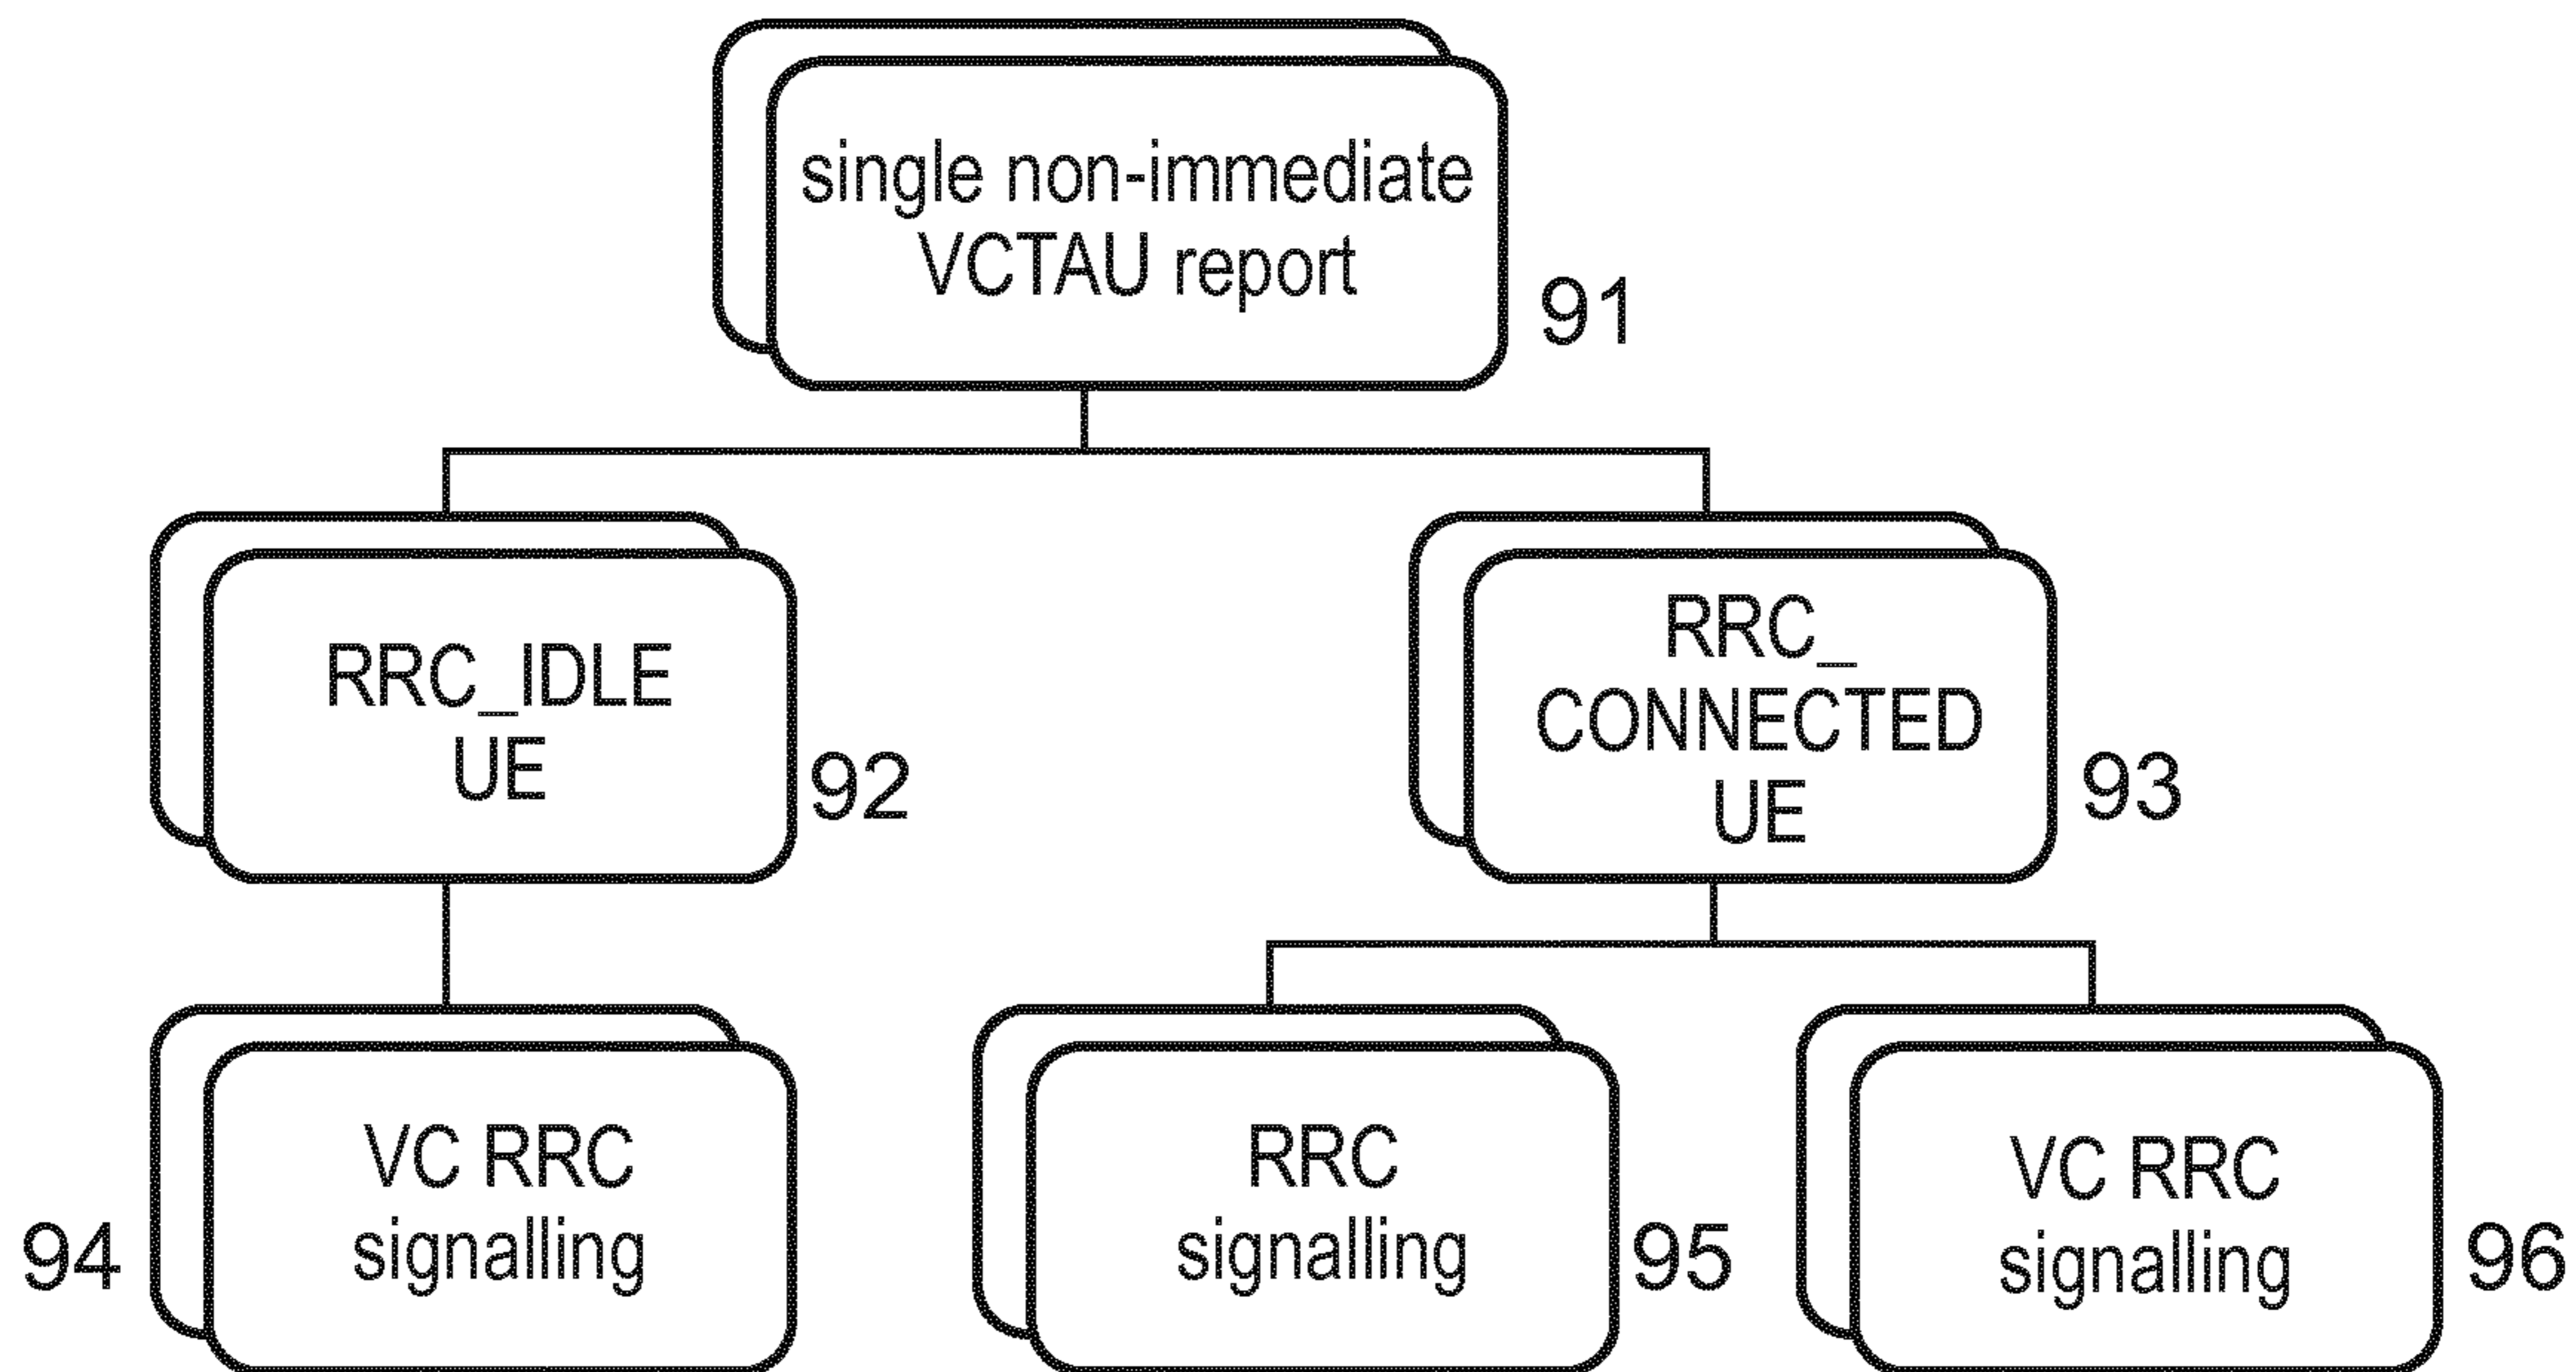 single non-immediate
VCTAU report
91
RRC_IDLE
UE
92
RRC_
CONNECTED
UE
93
VC RRC
signalling
94
RRC
signalling
95
VC RRC
signalling
96